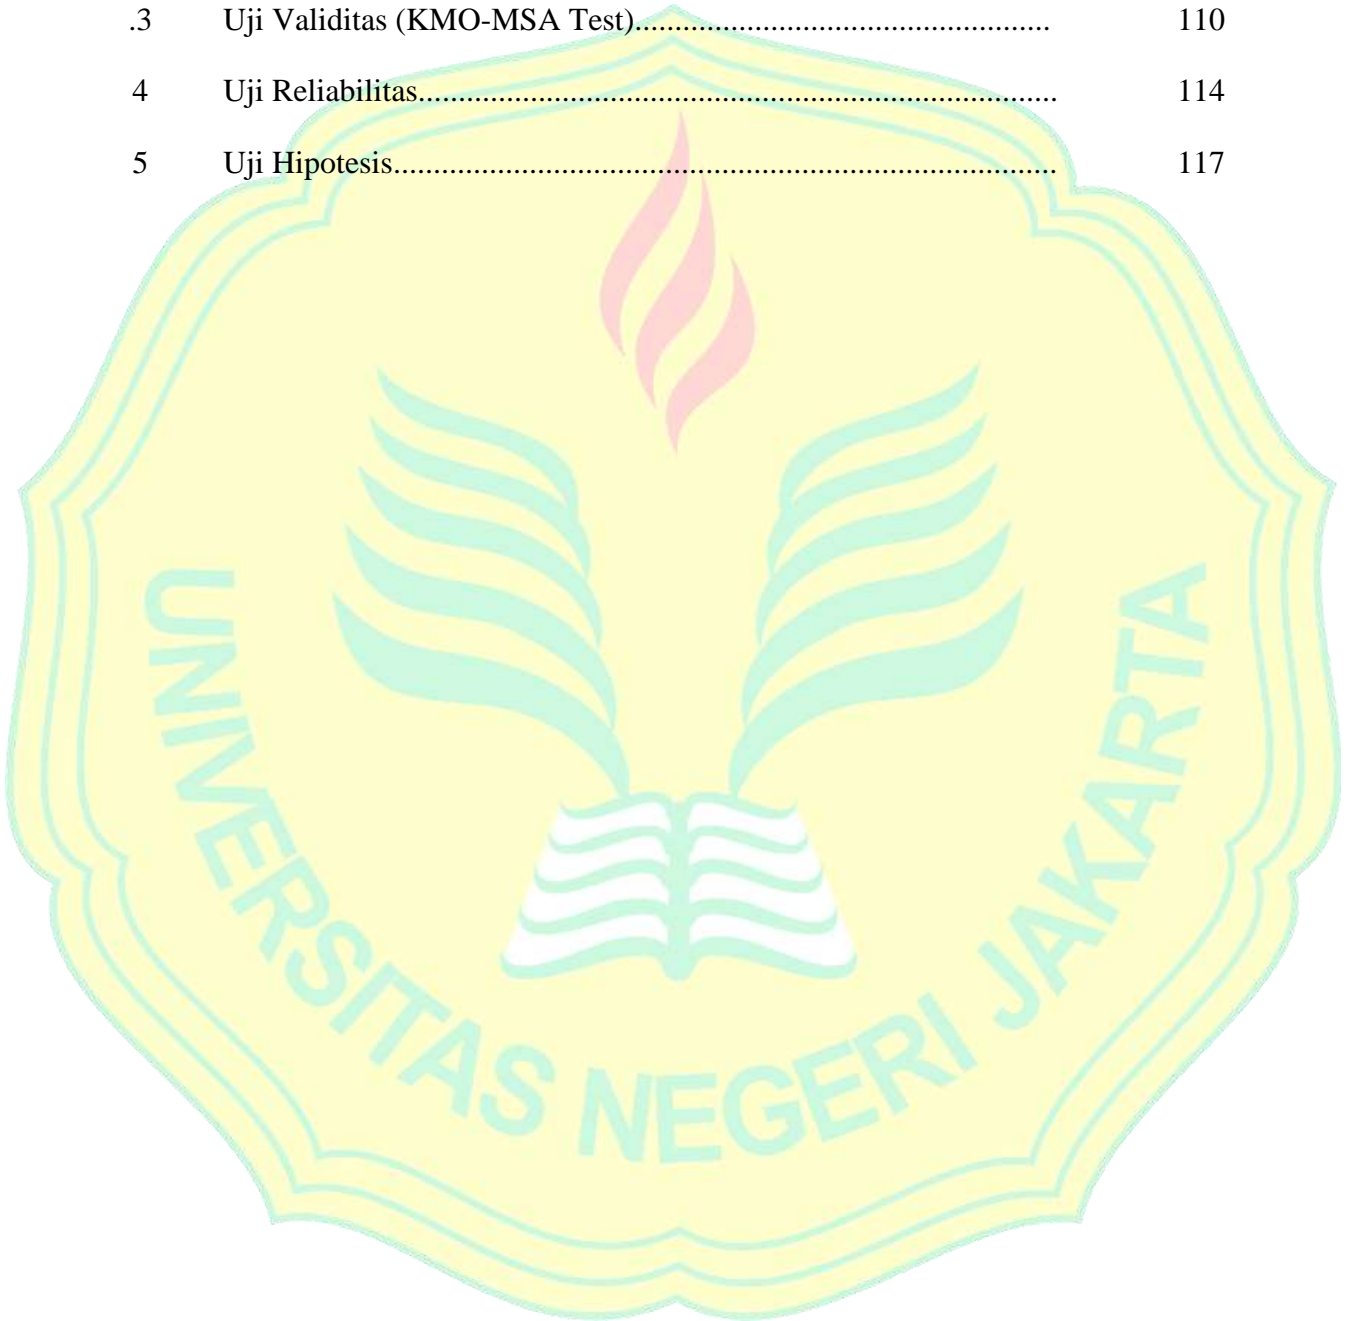 .3 Uji Validitas (KMO-MSA Test)................................................... 110
4 Uji Reliabilitas............................................................................... 114
5 Uji Hipotesis.................................................................................. 117
UNIVERSITAS NEGERI JAKARTA